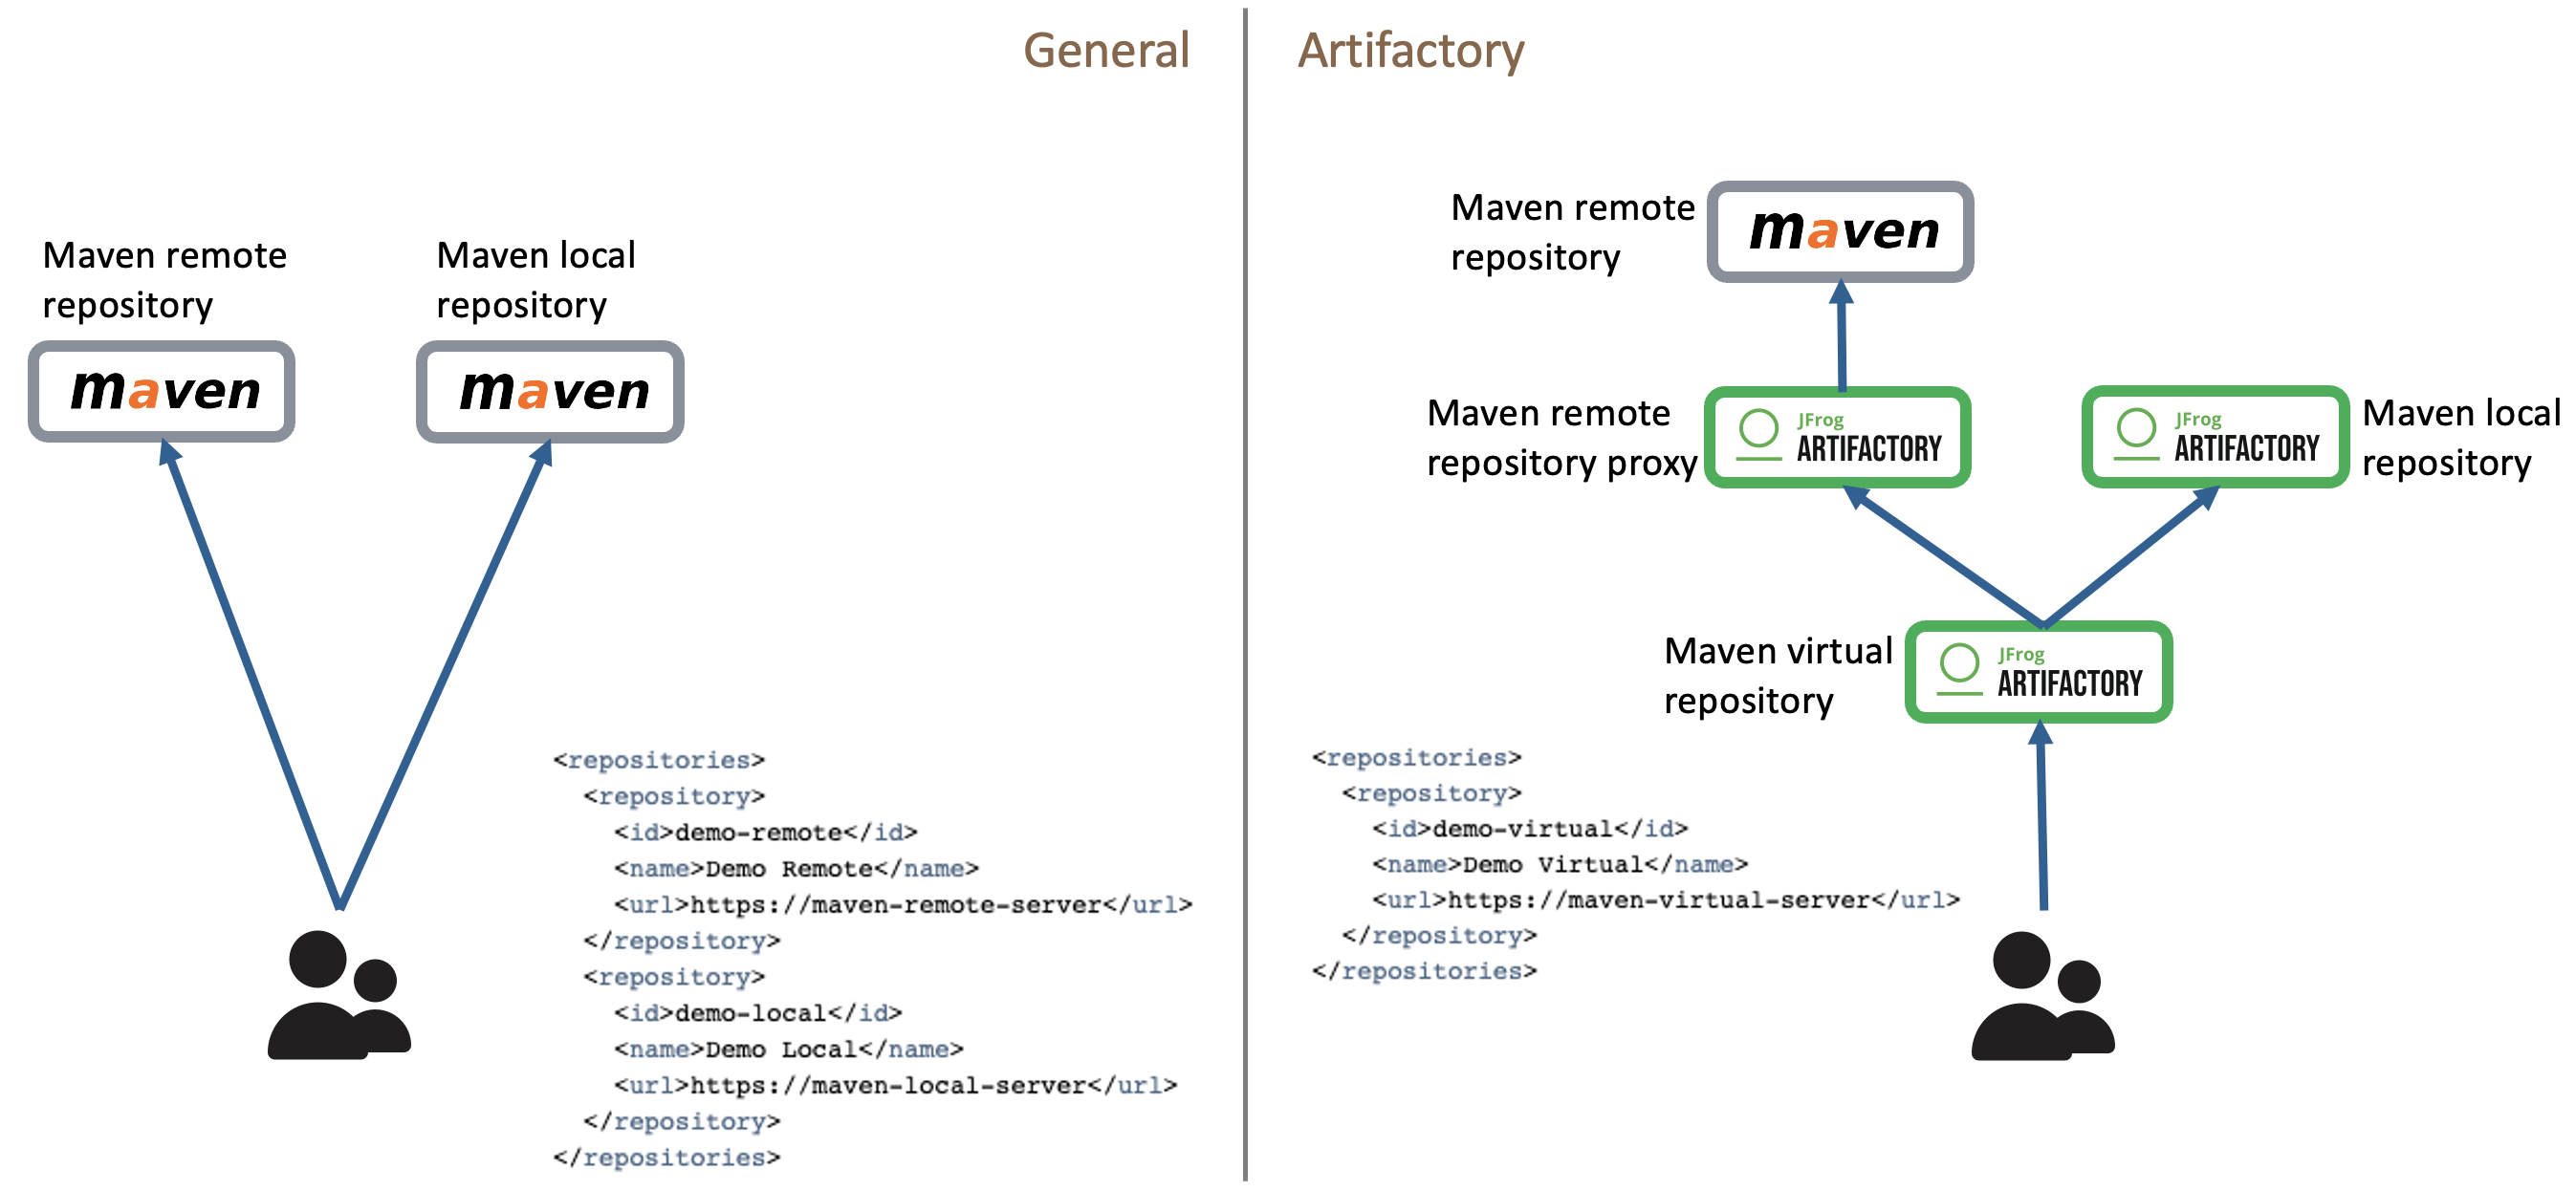 General
Maven remote
repository
maven
Maven local
repository
maven
<repositories>
<repository>
<id>demo-remote</id>
<name>Demo Remote</name>
<url>https://maven-remote-server</url>
</repository>
<repository>
<id>demo-local</id>
<name>Demo Local</name>
<url>https://maven-local-server</url>
</repository>
</repositories>
Artifactory
Maven remote
repository
maven
Maven remote
repository proxy
JFrog
ARTIFACTORY
JFrog
ARTIFACTORY
Maven local
repository
Maven virtual
repository
JFrog
ARTIFACTORY
<repositories>
<repository>
<id>demo-virtual</id>
<name>Demo Virtual</name>
<url>https://maven-virtual-server</url>
</repository>
</repositories>